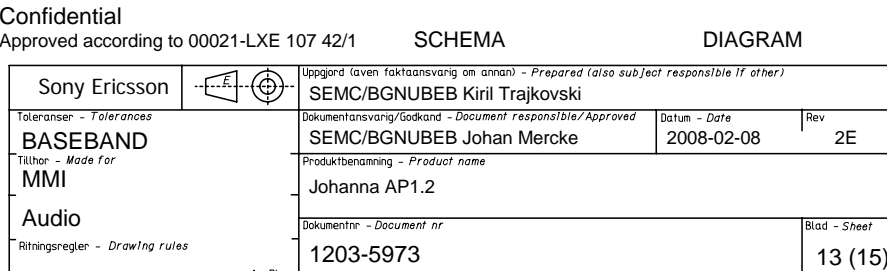 Confidential
Approved according to 00021-LXE 107 42/1 SCHEMA DIAGRAM
Sony Ericsson E Uppgjord (aven faktaansvarig om annan) - Prepared (also subject responsible if other)
SEMC/BGNUBEB Kiril Trajkovski
Toleranser - Tolerances Dokumentansvarig/Godkand - Document responsible/Approved Datum - Date Rev
BASEBAND SEMC/BGNUBEB Johan Mercke 2008-02-08 2E
Tillhor - Made for Produktbenamning - Product name
MMI Johanna AP1.2
Audio
Dokumentnr - Document nr Blad - Sheet
Ritningsregler - Drawing rules
1203-5973 13 (15)